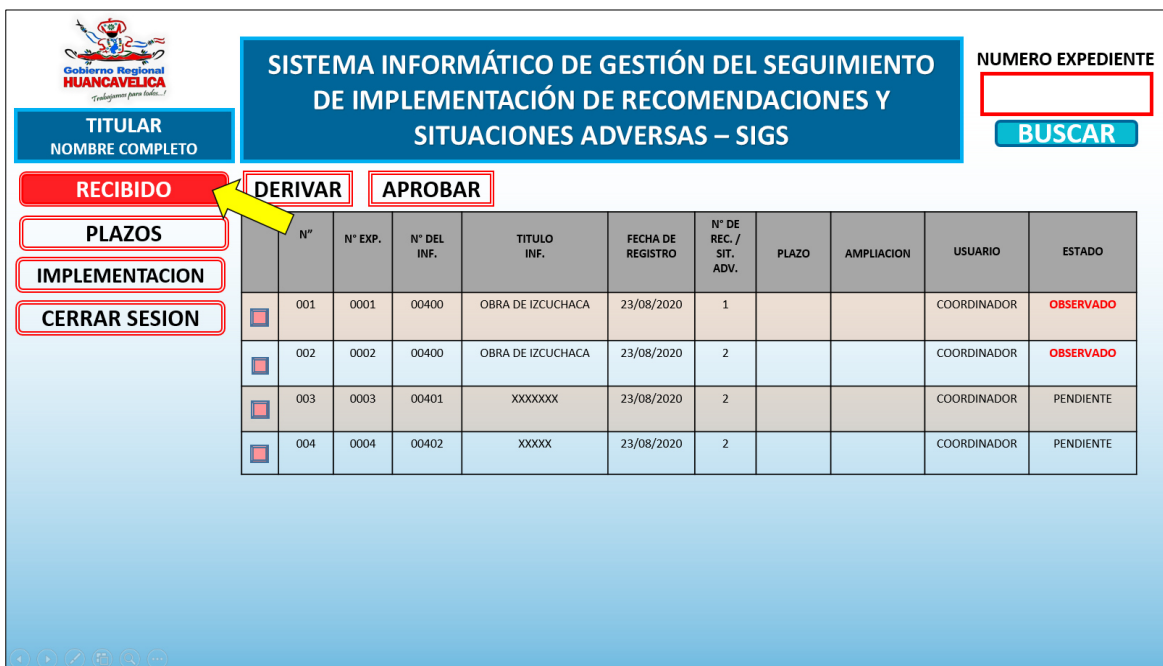 Gobierno Regional
HUANCAVELICA
Trabajamos para todos...!
TITULAR
NOMBRE COMPLETO
SISTEMA INFORMÁTICO DE GESTIÓN DEL SEGUIMIENTO
DE IMPLEMENTACIÓN DE RECOMENDACIONES Y
SITUACIONES ADVERSAS – SIGS
NUMERO EXPEDIENTE
BUSCAR
RECIBIDO
PLAZOS
IMPLEMENTACION
CERRAR SESION
DERIVAR APROBAR
N” N° EXP. N° DEL INF. TITULO INF. FECHA DE REGISTRO N° DE REC. / SIT. ADV. PLAZO AMPLIACION USUARIO ESTADO
001 0001 00400 OBRA DE IZCUCHACA 23/08/2020 1 COORDINADOR OBSERVADO
002 0002 00400 OBRA DE IZCUCHACA 23/08/2020 2 COORDINADOR OBSERVADO
003 0003 00401 XXXXXXX 23/08/2020 2 COORDINADOR PENDIENTE
004 0004 00402 XXXXX 23/08/2020 2 COORDINADOR PENDIENTE